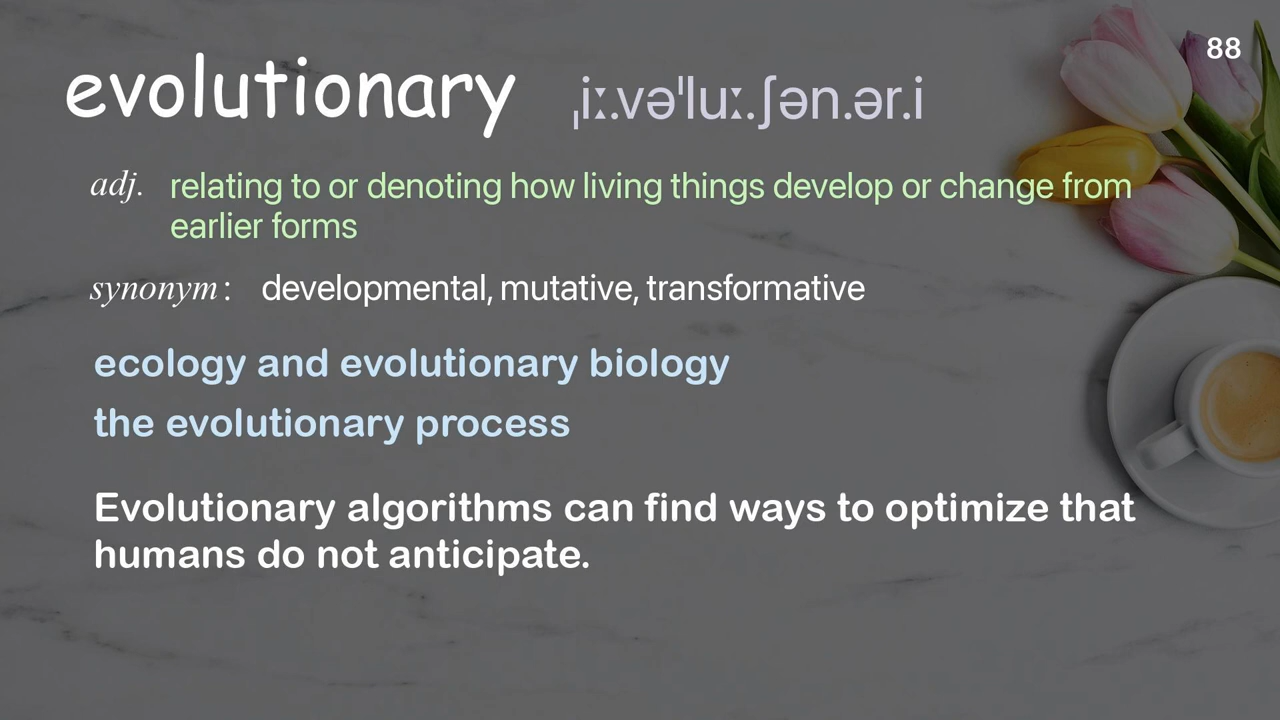 88
evolutionary ˌiː.vəˈluː.ʃən.ər.i
adj. relating to or denoting how living things develop or change from
earlier forms
synonym: developmental, mutative, transformative
ecology and evolutionary biology
the evolutionary process
Evolutionary algorithms can find ways to optimize that
humans do not anticipate.